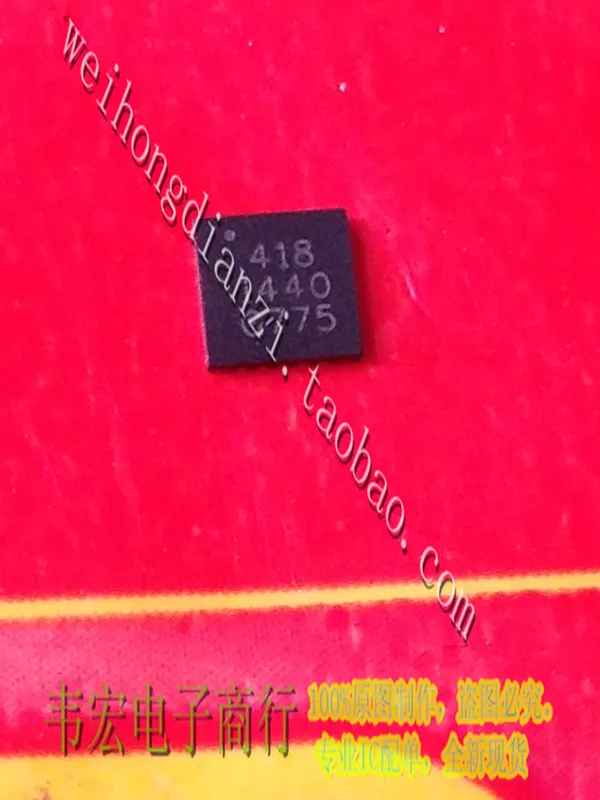 weihongdianzi.taobao.com
418
440
775
韦宏电子商行
100%原图制作，盗图必究，
专业IC配单，全新现货